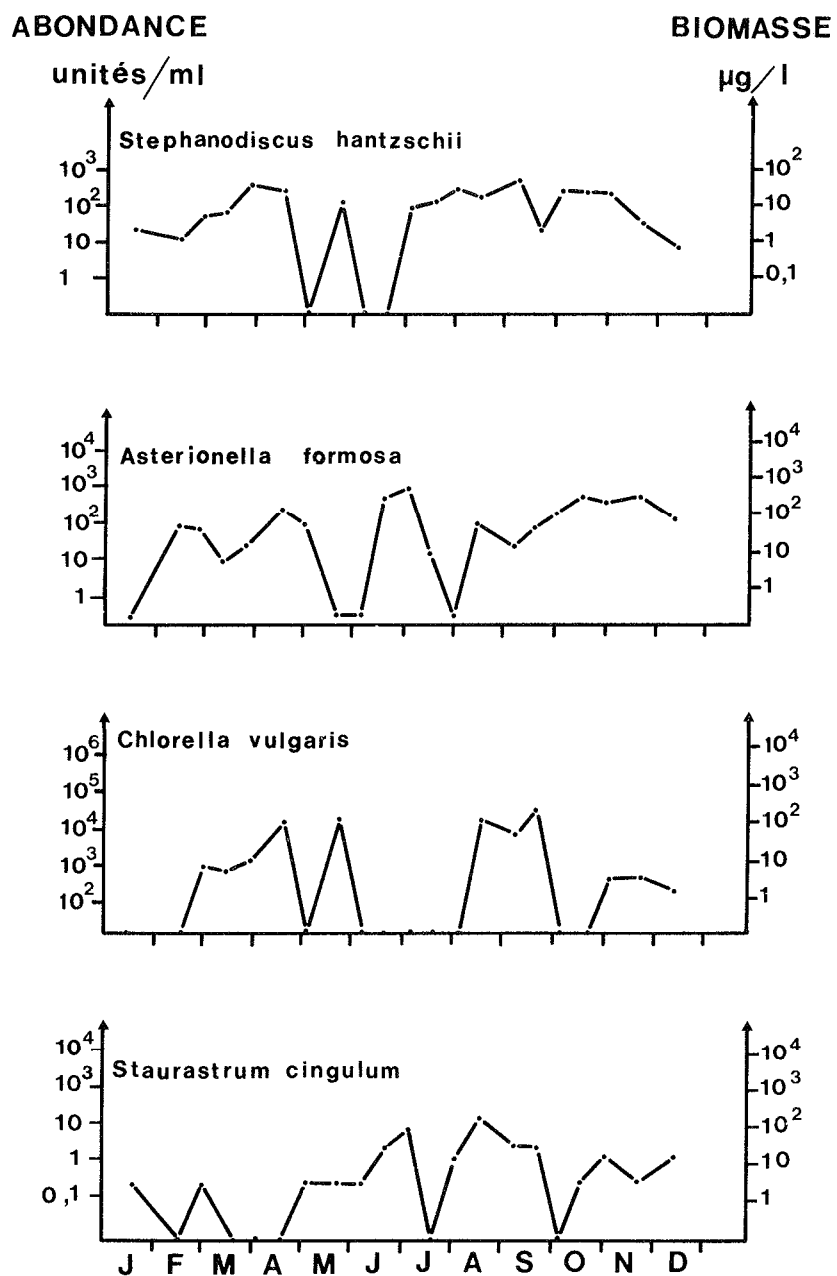 ABONDANCE BIOMASSE
unités/ml µg/l
Stephanodiscus hantzschii
10³ 10²
10² 10
10 1
1 0,1
Asterionella formosa
10⁴ 10⁴
10³ 10³
10² 10²
10 10
1 1
Chlorella vulgaris
10⁶ 10⁴
10⁵ 10³
10⁴ 10²
10³ 10
10² 1
Staurastrum cingulum
10⁴ 10⁴
10³ 10³
10 10²
1 10
0,1 1
J F M A M J J A S O N D